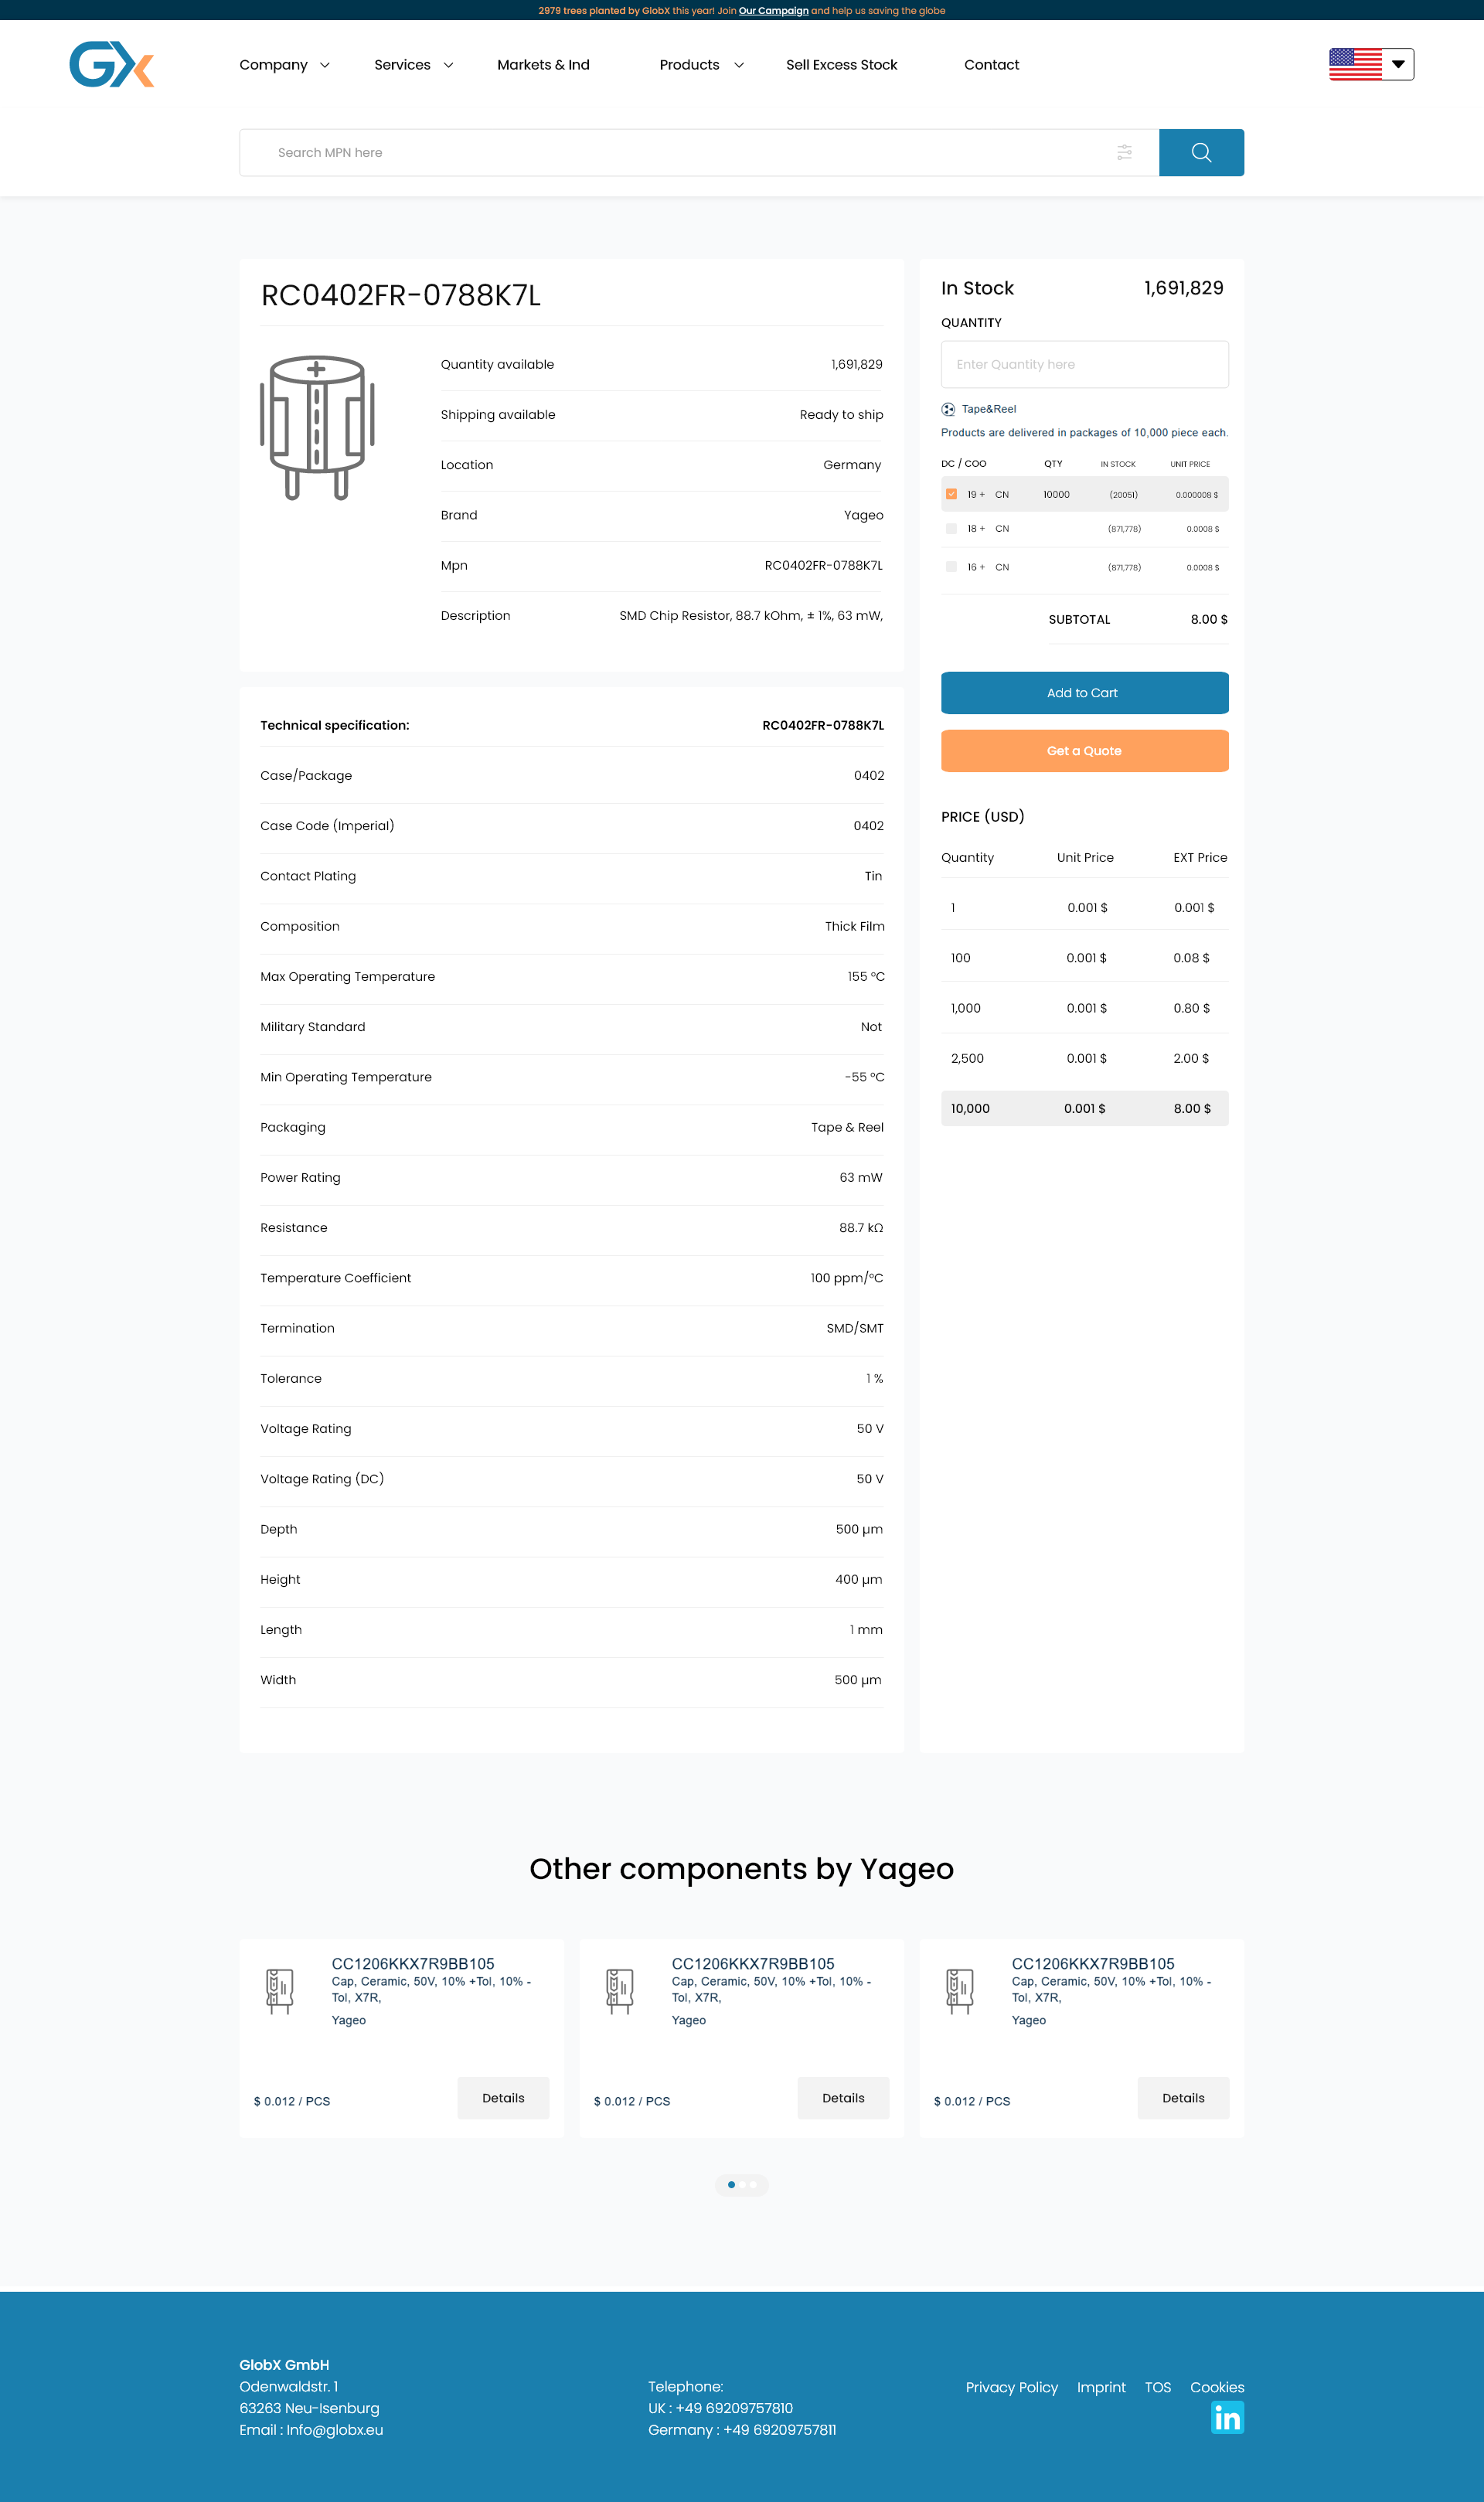 2979 trees planted by GlobX this year! Join Our Campaign and help us saving the globe
GX
Company
Services
Markets & Ind
Products
Sell Excess Stock
Contact
Search MPN here
RC0402FR-0788K7L
Quantity available 1,691,829
Shipping available Ready to ship
Location Germany
Brand Yageo
Mpn RC0402FR-0788K7L
Description SMD Chip Resistor, 88.7 kOhm, ± 1%, 63 mW,
In Stock 1,691,829
QUANTITY
Enter Quantity here
Tape&Reel
Products are delivered in packages of 10,000 piece each.
DC / COO QTY IN STOCK UNIT PRICE
19 + CN 10000 (20051) 0.000008 $
18 + CN (871,778) 0.0008 $
16 + CN (871,778) 0.0008 $
SUBTOTAL 8.00 $
Add to Cart
Get a Quote
PRICE (USD)
Quantity Unit Price EXT Price
1 0.001 $ 0.001 $
100 0.001 $ 0.08 $
1,000 0.001 $ 0.80 $
2,500 0.001 $ 2.00 $
10,000 0.001 $ 8.00 $
Technical specification: RC0402FR-0788K7L
Case/Package 0402
Case Code (Imperial) 0402
Contact Plating Tin
Composition Thick Film
Max Operating Temperature 155 °C
Military Standard Not
Min Operating Temperature -55 °C
Packaging Tape & Reel
Power Rating 63 mW
Resistance 88.7 kΩ
Temperature Coefficient 100 ppm/°C
Termination SMD/SMT
Tolerance 1 %
Voltage Rating 50 V
Voltage Rating (DC) 50 V
Depth 500 µm
Height 400 µm
Length 1 mm
Width 500 µm
Other components by Yageo
CC1206KKX7R9BB105
Cap, Ceramic, 50V, 10% +Tol, 10% -
Tol, X7R,
Yageo
$ 0.012 / PCS
Details
CC1206KKX7R9BB105
Cap, Ceramic, 50V, 10% +Tol, 10% -
Tol, X7R,
Yageo
$ 0.012 / PCS
Details
CC1206KKX7R9BB105
Cap, Ceramic, 50V, 10% +Tol, 10% -
Tol, X7R,
Yageo
$ 0.012 / PCS
Details
GlobX GmbH
Odenwaldstr. 1
63263 Neu-Isenburg
Email : Info@globx.eu
Telephone:
UK : +49 69209757810
Germany : +49 69209757811
Privacy Policy Imprint TOS Cookies
in